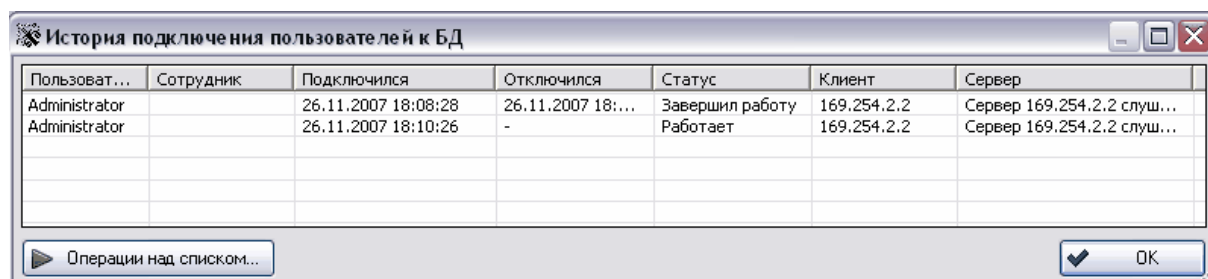 История подключения пользователей к БД
Пользоват... Сотрудник Подключился Отключился Статус Клиент Сервер
Administrator 26.11.2007 18:08:28 26.11.2007 18:... Завершил работу 169.254.2.2 Сервер 169.254.2.2 слуш...
Administrator 26.11.2007 18:10:26 - Работает 169.254.2.2 Сервер 169.254.2.2 слуш...
Операции над списком... OK